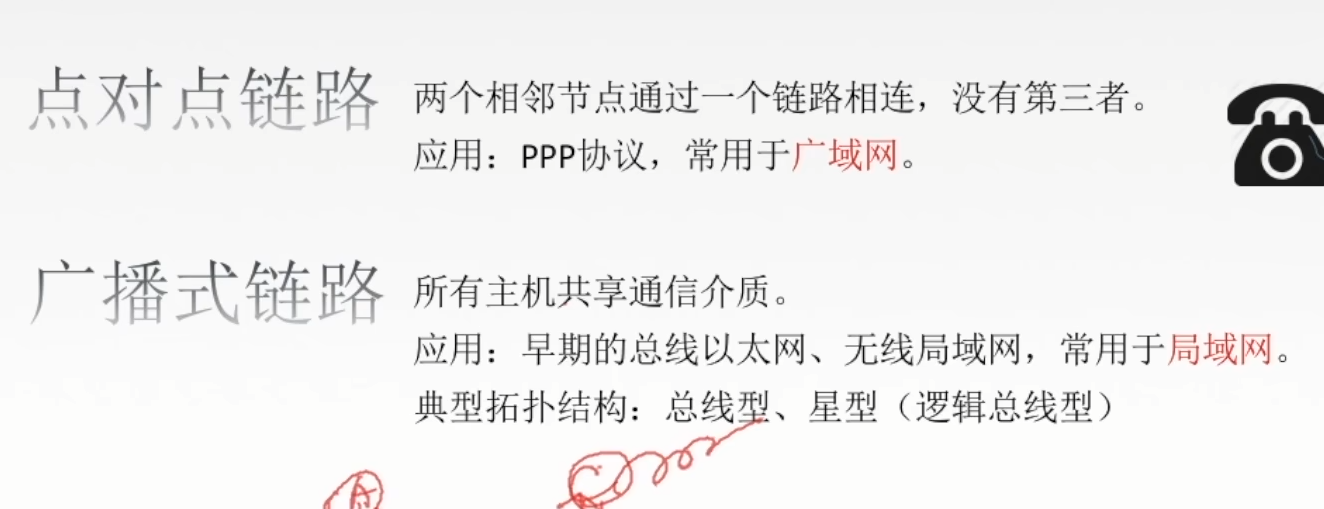 点对点链路
两个相邻节点通过一个链路相连，没有第三者。
应用：PPP协议，常用于广域网。
广播式链路
所有主机共享通信介质。
应用：早期的总线以太网、无线局域网，常用于局域网。
典型拓扑结构：总线型、星型（逻辑总线型）
A